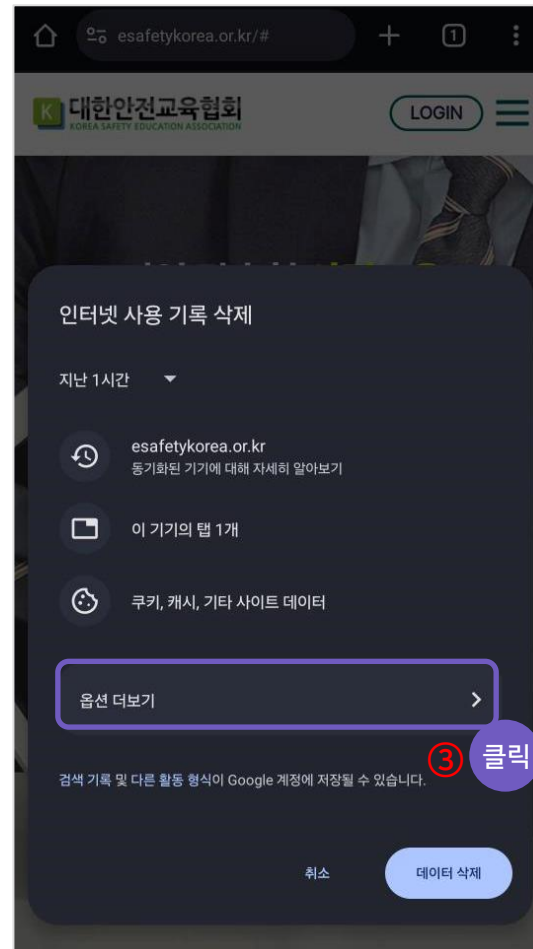 esafetykorea.or.kr/#
1
K 대한안전교육협회
KOREA SAFETY EDUCATION ASSOCIATION
LOGIN
인터넷 사용 기록 삭제
지난 1시간
esafetykorea.or.kr
동기화된 기기에 대해 자세히 알아보기
이 기기의 탭 1개
쿠키, 캐시, 기타 사이트 데이터
옵션 더보기
③ 클릭
검색 기록 및 다른 활동 형식이 Google 계정에 저장될 수 있습니다.
취소
데이터 삭제